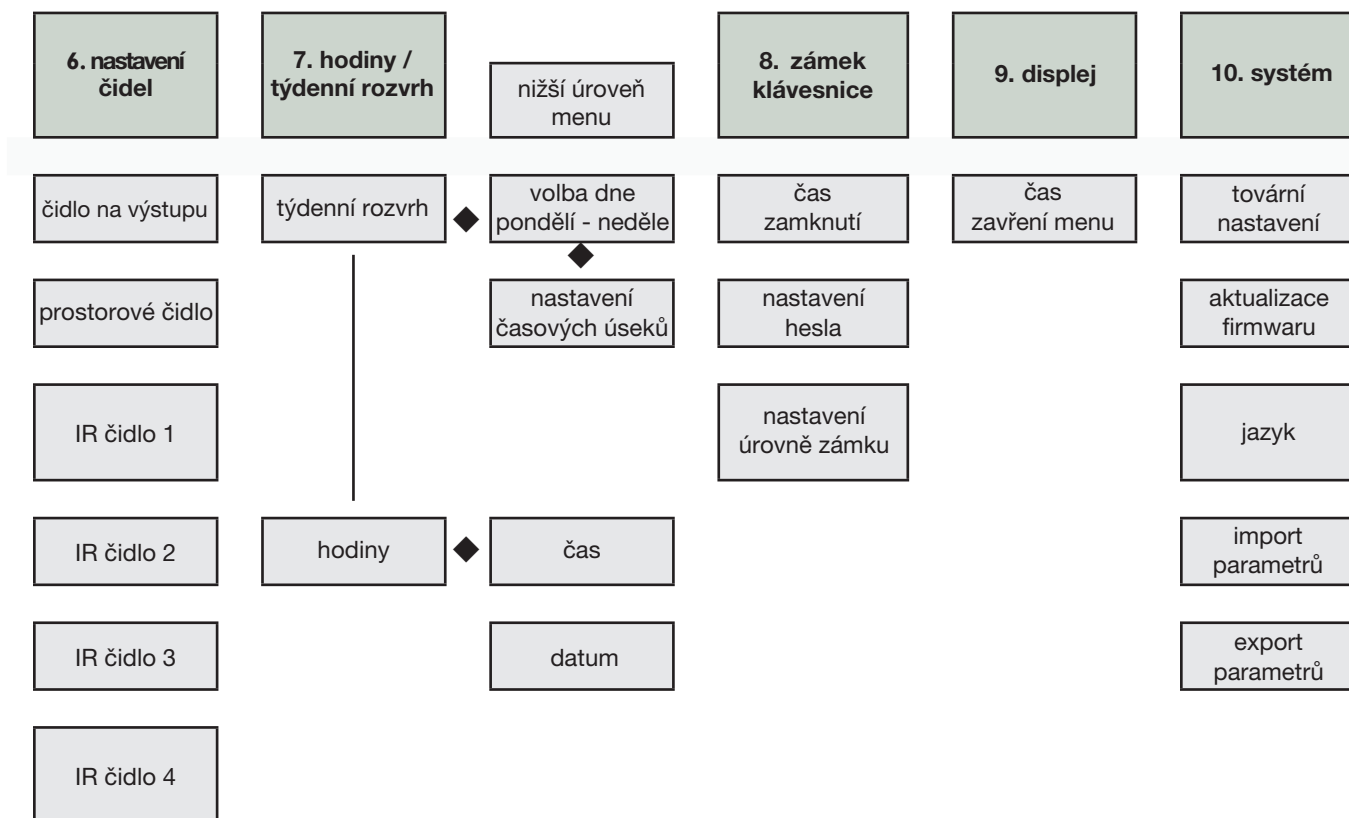 6. nastavení
čidel
7. hodiny /
týdenní rozvrh
nižší úroveň
menu
8. zámek
klávesnice
9. displej
10. systém
čidlo na výstupu
týdenní rozvrh
volba dne
pondělí - neděle
čas
zamknutí
čas
zavření menu
tovární
nastavení
prostorové čidlo
nastavení
časových úseků
nastavení
hesla
aktualizace
firmwaru
IR čidlo 1
nastavení
úrovně zámku
jazyk
IR čidlo 2
hodiny
čas
import
parametrů
IR čidlo 3
datum
export
parametrů
IR čidlo 4